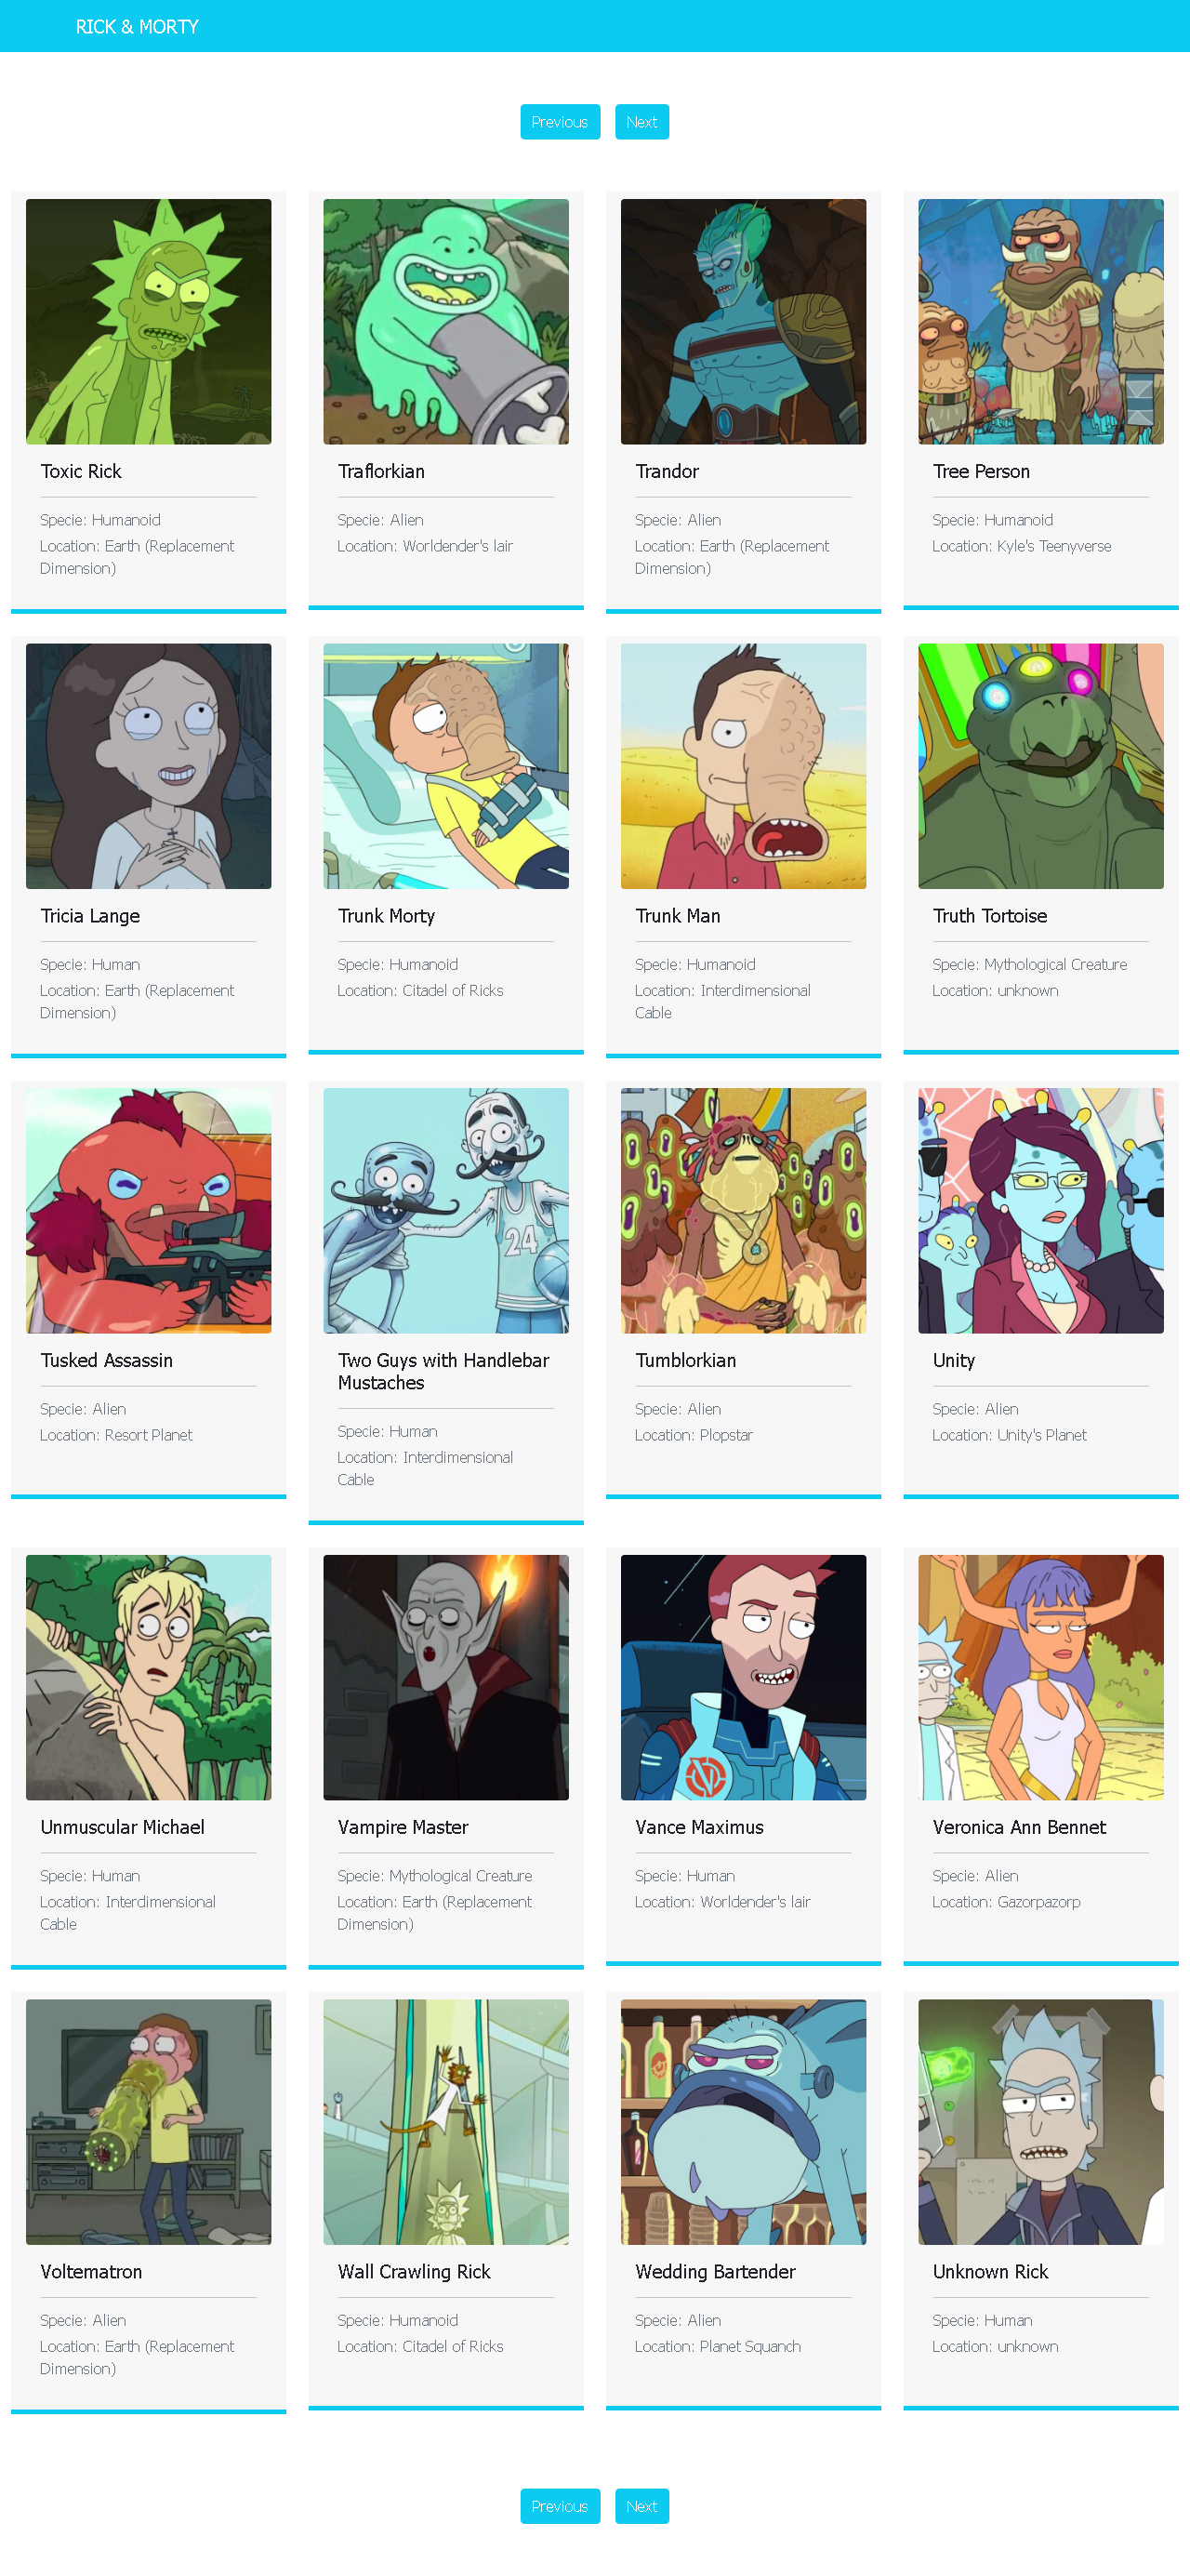 RICK & MORTY
Previous Next
Toxic Rick
Specie: Humanoid
Location: Earth (Replacement
Dimension)
Traflorkian
Specie: Alien
Location: Worldender's lair
Trandor
Specie: Alien
Location: Earth (Replacement
Dimension)
Tree Person
Specie: Humanoid
Location: Kyle's Teenyverse
Tricia Lange
Specie: Human
Location: Earth (Replacement
Dimension)
Trunk Morty
Specie: Humanoid
Location: Citadel of Ricks
Trunk Man
Specie: Humanoid
Location: Interdimensional
Cable
Truth Tortoise
Specie: Mythological Creature
Location: unknown
Tusked Assassin
Specie: Alien
Location: Resort Planet
24
Two Guys with Handlebar
Mustaches
Specie: Human
Location: Interdimensional
Cable
Tumblorkian
Specie: Alien
Location: Plopstar
Unity
Specie: Alien
Location: Unity's Planet
Unmuscular Michael
Specie: Human
Location: Interdimensional
Cable
Vampire Master
Specie: Mythological Creature
Location: Earth (Replacement
Dimension)
Vance Maximus
Specie: Human
Location: Worldender's lair
Veronica Ann Bennet
Specie: Alien
Location: Gazorpazorp
Voltematron
Specie: Alien
Location: Earth (Replacement
Dimension)
Wall Crawling Rick
Specie: Humanoid
Location: Citadel of Ricks
Wedding Bartender
Specie: Alien
Location: Planet Squanch
Unknown Rick
Specie: Human
Location: unknown
Previous Next